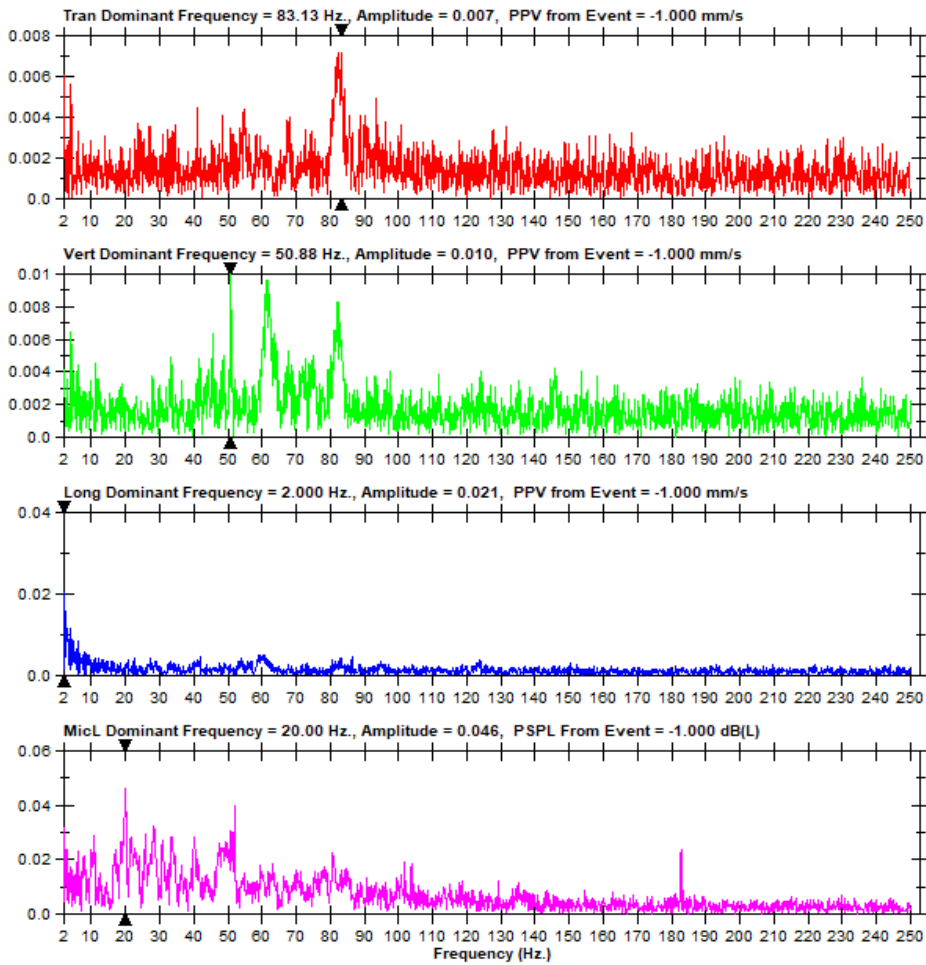 Tran Dominant Frequency = 83.13 Hz., Amplitude = 0.007, PPV from Event = -1.000 mm/s
0.008
0.006
0.004
0.002
0.0
2 10 20 30 40 50 60 70 80 90 100 110 120 130 140 150 160 170 180 190 200 210 220 230 240 250
Vert Dominant Frequency = 50.88 Hz., Amplitude = 0.010, PPV from Event = -1.000 mm/s
0.01
0.008
0.006
0.004
0.002
0.0
2 10 20 30 40 50 60 70 80 90 100 110 120 130 140 150 160 170 180 190 200 210 220 230 240 250
Long Dominant Frequency = 2.000 Hz., Amplitude = 0.021, PPV from Event = -1.000 mm/s
0.04
0.02
0.0
2 10 20 30 40 50 60 70 80 90 100 110 120 130 140 150 160 170 180 190 200 210 220 230 240 250
MicL Dominant Frequency = 20.00 Hz., Amplitude = 0.046, PSPL From Event = -1.000 dB(L)
0.06
0.04
0.02
0.0
2 10 20 30 40 50 60 70 80 90 100 110 120 130 140 150 160 170 180 190 200 210 220 230 240 250
Frequency (Hz.)